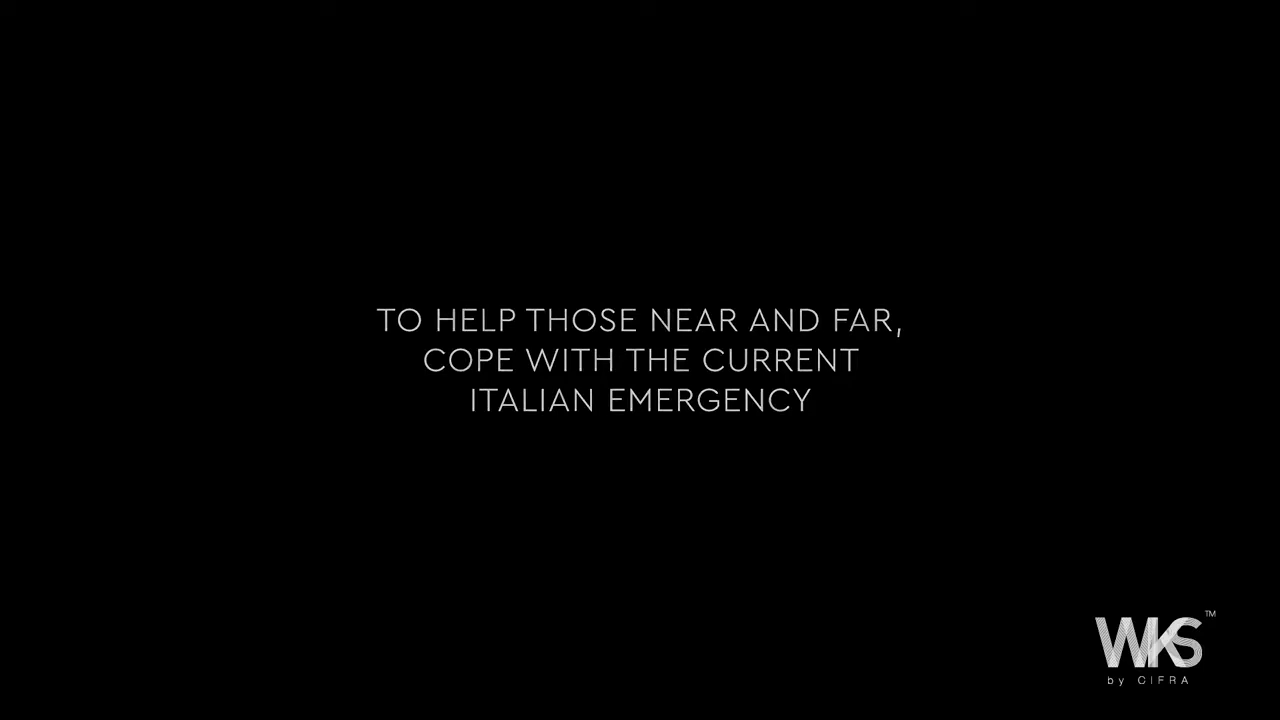 TO HELP THOSE NEAR AND FAR,
COPE WITH THE CURRENT
ITALIAN EMERGENCY
WKS™
by CIFRA